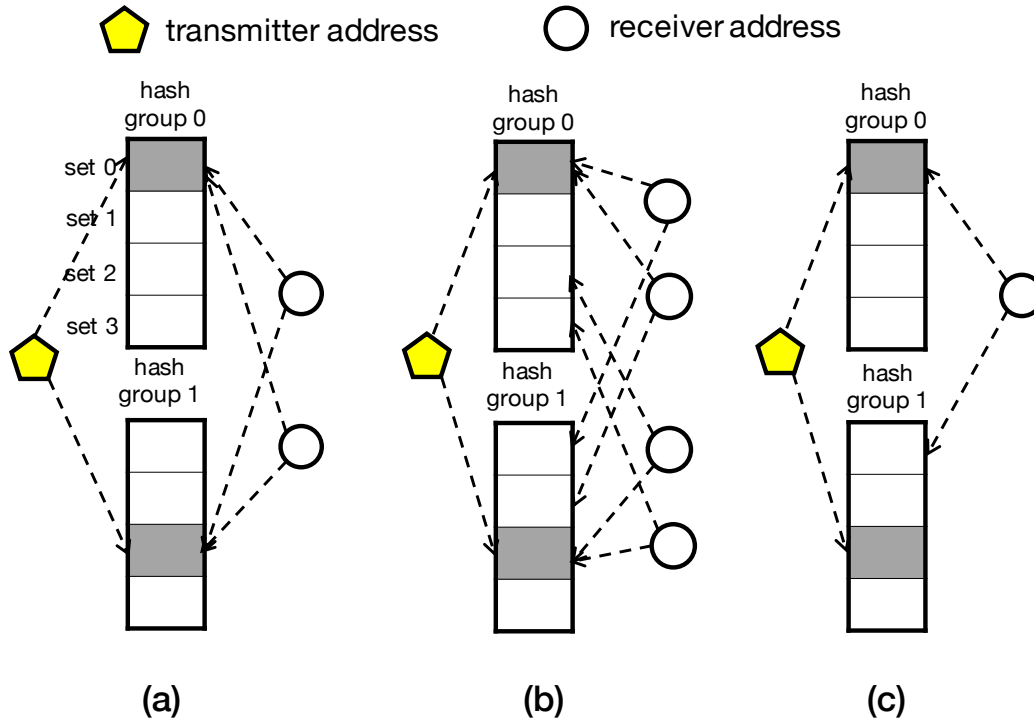 transmitter address
receiver address
hash
group 0
set 0
set 1
set 2
set 3
hash
group 1
hash
group 0
hash
group 1
hash
group 0
hash
group 1
(a)
(b)
(c)